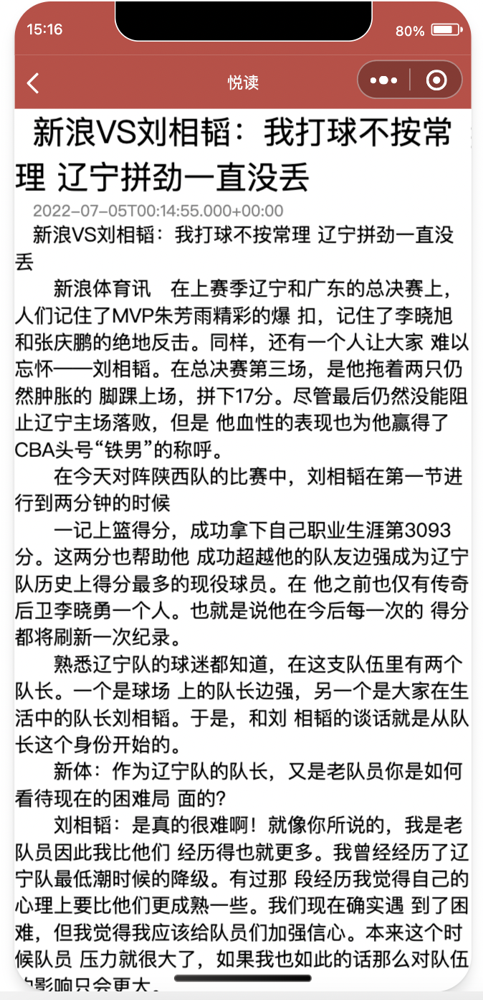 15:16
80%
悦读
新浪VS刘相韬：我打球不按常
理 辽宁拼劲一直没丢
2022-07-05T00:14:55.000+00:00
新浪VS刘相韬：我打球不按常理 辽宁拼劲一直没
丢
新浪体育讯　在上赛季辽宁和广东的总决赛上，
人们记住了MVP朱芳雨精彩的爆 扣，记住了李晓旭
和张庆鹏的绝地反击。同样，还有一个人让大家 难以
忘怀——刘相韬。在总决赛第三场，是他拖着两只仍
然肿胀的 脚踝上场，拼下17分。尽管最后仍然没能阻
止辽宁主场落败，但是 他血性的表现也为他赢得了
CBA头号“铁男”的称呼。
在今天对阵陕西队的比赛中，刘相韬在第一节进
行到两分钟的时候
一记上篮得分，成功拿下自己职业生涯第3093
分。这两分也帮助他 成功超越他的队友边强成为辽宁
队历史上得分最多的现役球员。在 他之前也仅有传奇
后卫李晓勇一个人。也就是说他在今后每一次的 得分
都将刷新一次纪录。
熟悉辽宁队的球迷都知道，在这支队伍里有两个
队长。一个是球场 上的队长边强，另一个是大家在生
活中的队长刘相韬。于是，和刘 相韬的谈话就是从队
长这个身份开始的。
新体：作为辽宁队的队长，又是老队员你是如何
看待现在的困难局 面的?
刘相韬：是真的很难啊！就像你所说的，我是老
队员因此我比他们 经历得也就更多。我曾经经历了辽
宁队最低潮时候的降级。有过那 段经历我觉得自己的
心理上要比他们更成熟一些。我们现在确实遇 到了困
难，但我觉得我应该给队员们加强信心。本来这个时
候队员 压力就很大了，如果我也如此的话那么对队伍
的影响只会更大。